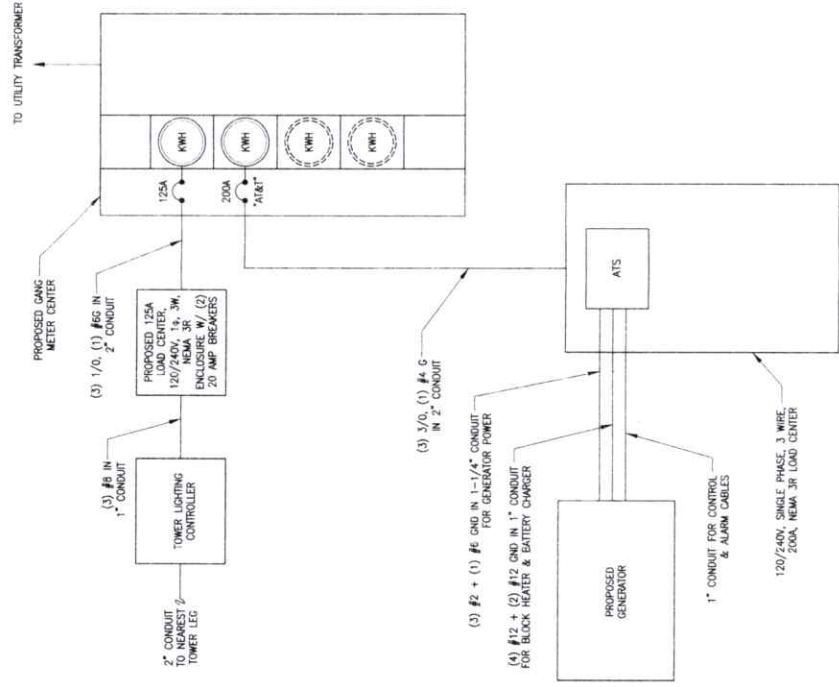 TO UTILITY TRANSFORMER
PROPOSED GANG
METER CENTER
KWH
KWH
KWH
KWH
125A
200A
"AT&T"
(3) 1/0, (1) #6G IN
2" CONDUIT
PROPOSED 125A
LOAD CENTER,
120/240V, 1φ, 3W,
NEMA 3R
ENCLOSURE W/ (2)
20 AMP BREAKERS
(3) #8 IN
1" CONDUIT
TOWER LIGHTING
CONTROLLER
2" CONDUIT
TO NEAREST
TOWER LEG
(3) 3/0, (1) #4 G
IN 2" CONDUIT
ATS
(3) #2 + (1) #6 GND IN 1-1/4" CONDUIT
FOR GENERATOR POWER
(4) #12 + (2) #12 GND IN 1" CONDUIT
FOR BLOCK HEATER & BATTERY CHARGER
PROPOSED
GENERATOR
1" CONDUIT FOR CONTROL
& ALARM CABLES
120/240V, SINGLE PHASE, 3 WIRE,
200A, NEMA 3R LOAD CENTER